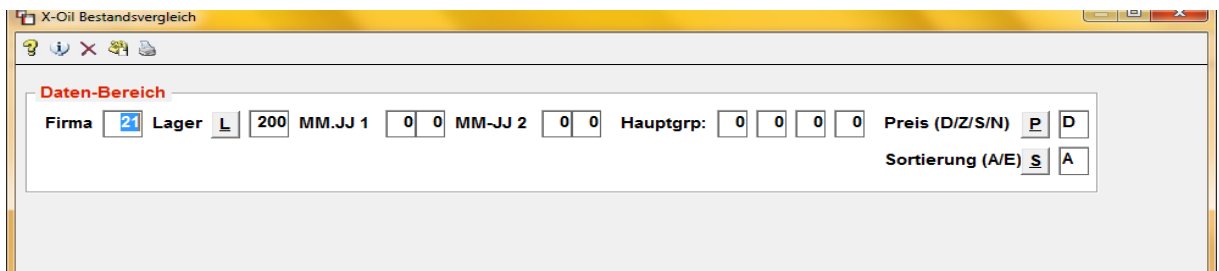 X-Oil Bestandsvergleich
Daten-Bereich
Firma 21 Lager L 200 MM.JJ 1 0 0 MM-JJ 2 0 0 Hauptgrp: 0 0 0 0 Preis (D/Z/S/N) P D
Sortierung (A/E) S A